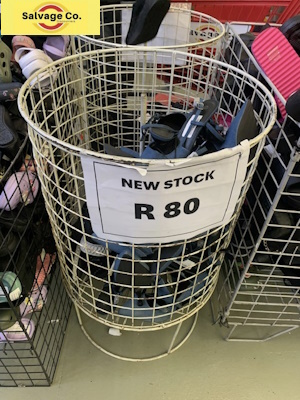 Salvage Co.
NEW STOCK
R 80